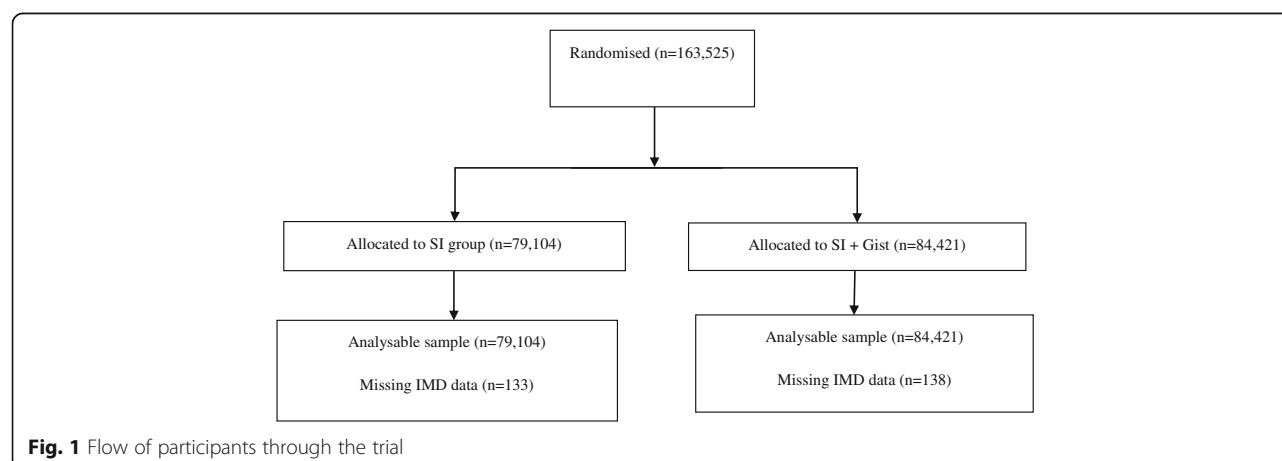 Randomised (n=163,525)
Allocated to SI group (n=79,104)
Allocated to SI + Gist (n=84,421)
Analysable sample (n=79,104)
Missing IMD data (n=133)
Analysable sample (n=84,421)
Missing IMD data (n=138)
Fig. 1 Flow of participants through the trial